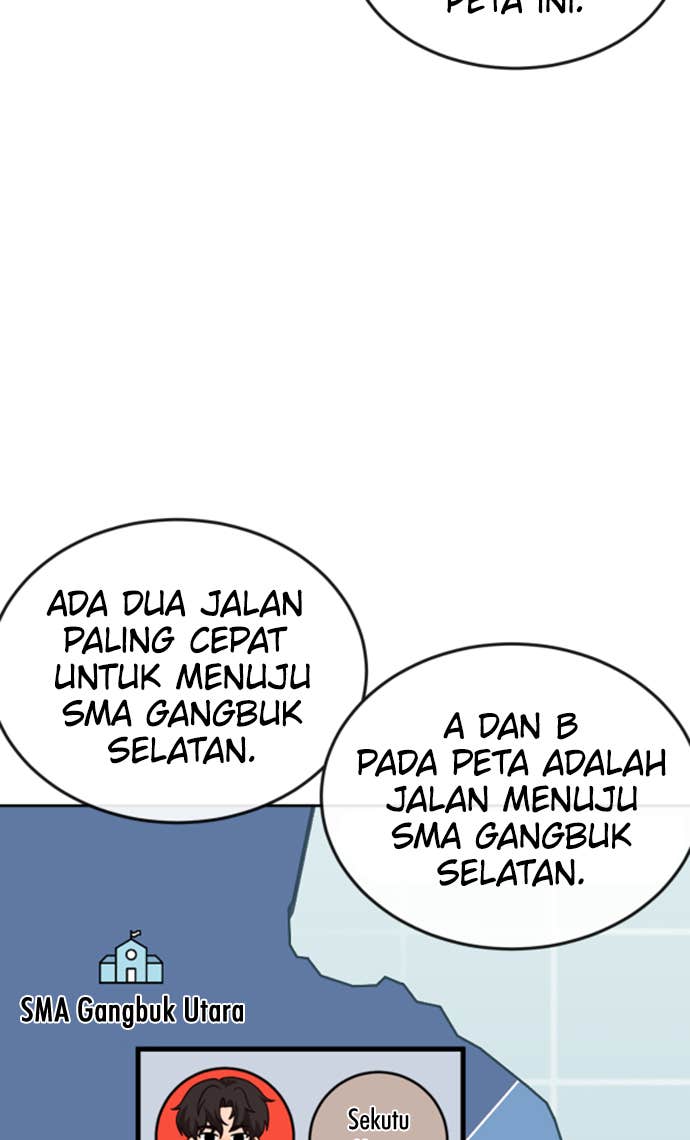 PETA INI.
ADA DUA JALAN
PALING CEPAT
UNTUK MENUJU
SMA GANGBUK
SELATAN.
A DAN B
PADA PETA ADALAH
JALAN MENUJU
SMA GANGBUK
SELATAN.
SMA Gangbuk Utara
Sekutu